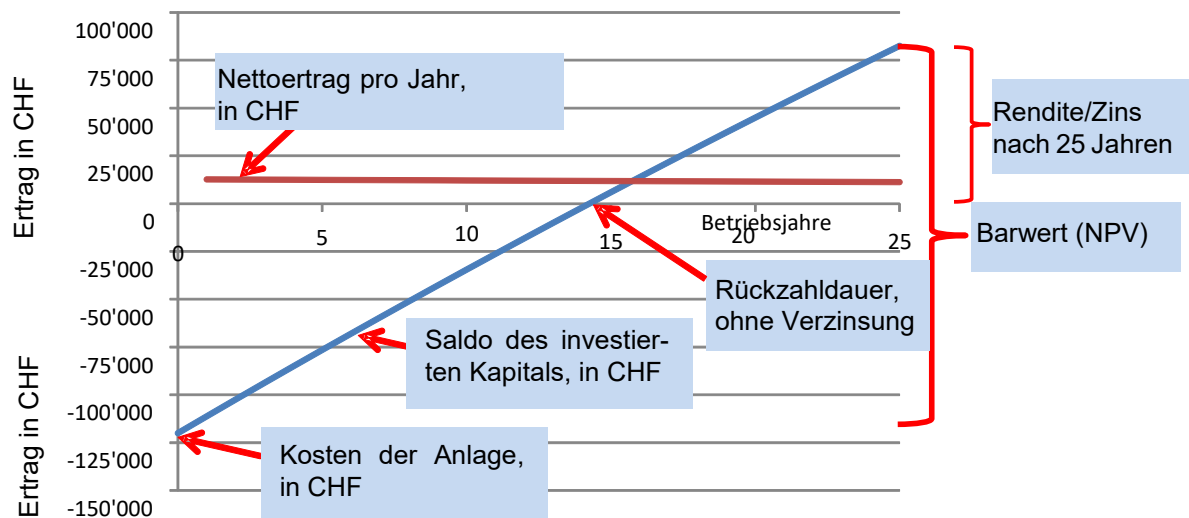 Ertrag in CHF
Ertrag in CHF
100'000
75'000
50'000
25'000
0
-25'000
-50'000
-75'000
-100'000
-125'000
-150'000
0
5
10
15
20
25
Betriebsjahre
Nettoertrag pro Jahr,
in CHF
Rendite/Zins
nach 25 Jahren
Barwert (NPV)
Rückzahldauer,
ohne Verzinsung
Saldo des investier-
ten Kapitals, in CHF
Kosten der Anlage,
in CHF